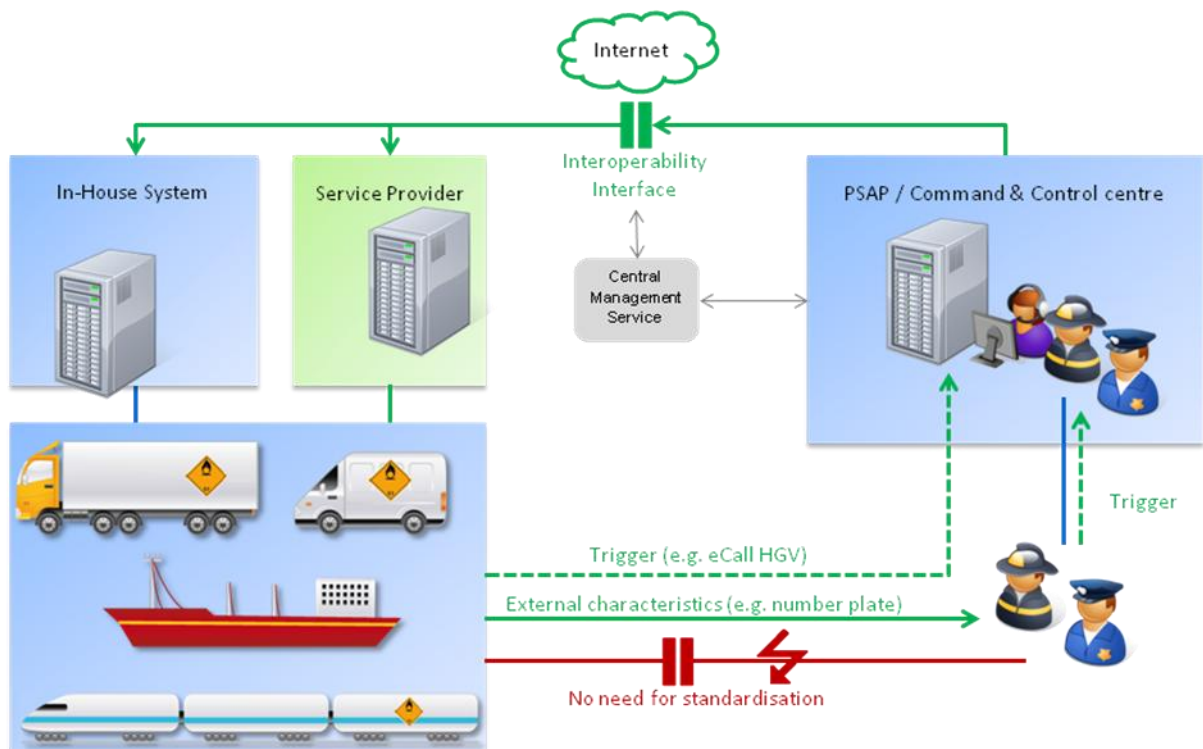 Internet
Interoperability
Interface
In-House System
Service Provider
PSAP / Command & Control centre
Central
Management
Service
Trigger
Trigger (e.g. eCall HGV)
External characteristics (e.g. number plate)
No need for standardisation